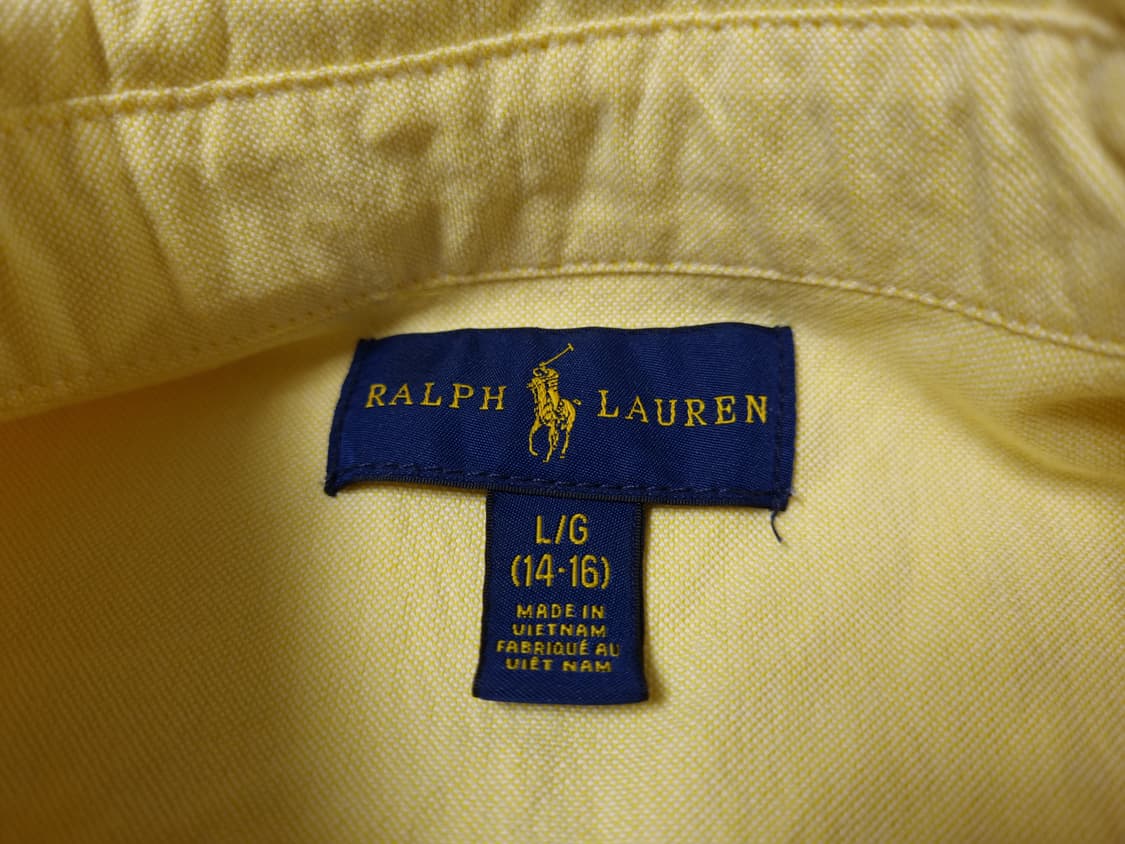 RALPH LAUREN
L/G
(14-16)
MADE IN
VIETNAM
FABRIQUÉ AU
VIÊT NAM